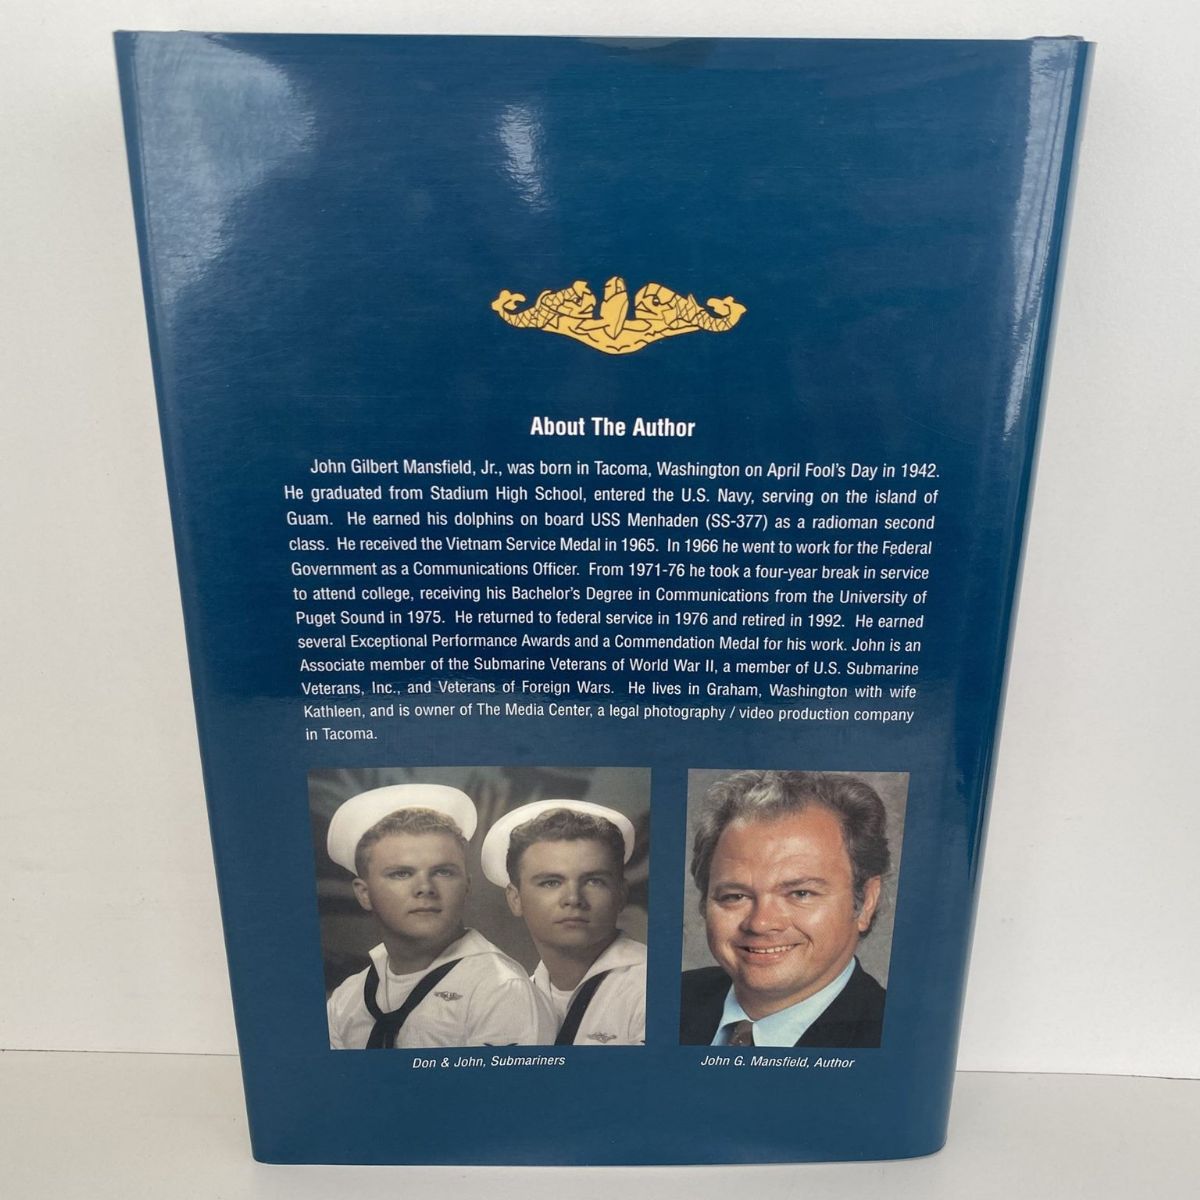 About The Author
John Gilbert Mansfield, Jr., was born in Tacoma, Washington on April Fool's Day in 1942.
He graduated from Stadium High School, entered the U.S. Navy, serving on the island of
Guam. He earned his dolphins on board USS Menhaden (SS-377) as a radioman second
class. He received the Vietnam Service Medal in 1965. In 1966 he went to work for the Federal
Government as a Communications Officer. From 1971-76 he took a four-year break in service
to attend college, receiving his Bachelor's Degree in Communications from the University of
Puget Sound in 1975. He returned to federal service in 1976 and retired in 1992. He earned
several Exceptional Performance Awards and a Commendation Medal for his work. John is an
Associate member of the Submarine Veterans of World War II, a member of U.S. Submarine
Veterans, Inc., and Veterans of Foreign Wars. He lives in Graham, Washington with wife
Kathleen, and is owner of The Media Center, a legal photography / video production company
in Tacoma.
Don & John, Submariners
John G. Mansfield, Author